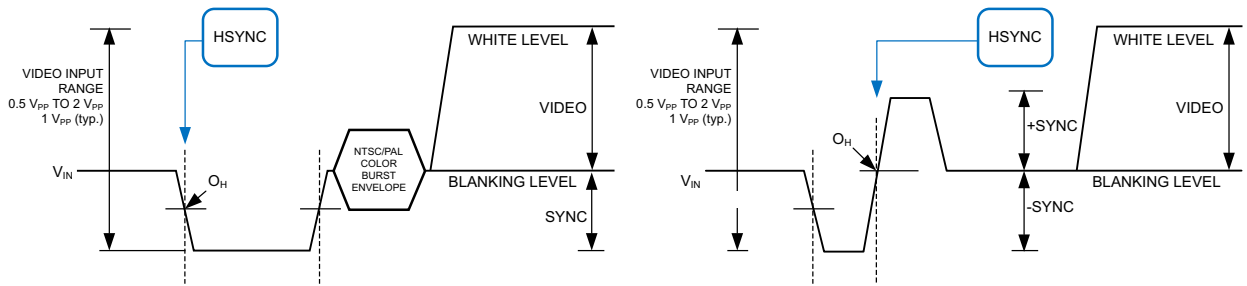 HSYNC
WHITE LEVEL
VIDEO INPUT
RANGE
0.5 VPP TO 2 VPP
1 VPP (typ.)
VIDEO
NTSC/PAL
COLOR
BURST
ENVELOPE
VIN
OH
BLANKING LEVEL
SYNC
HSYNC
WHITE LEVEL
VIDEO INPUT
RANGE
0.5 VPP TO 2 VPP
1 VPP (typ.)
VIDEO
+SYNC
OH
VIN
BLANKING LEVEL
-SYNC